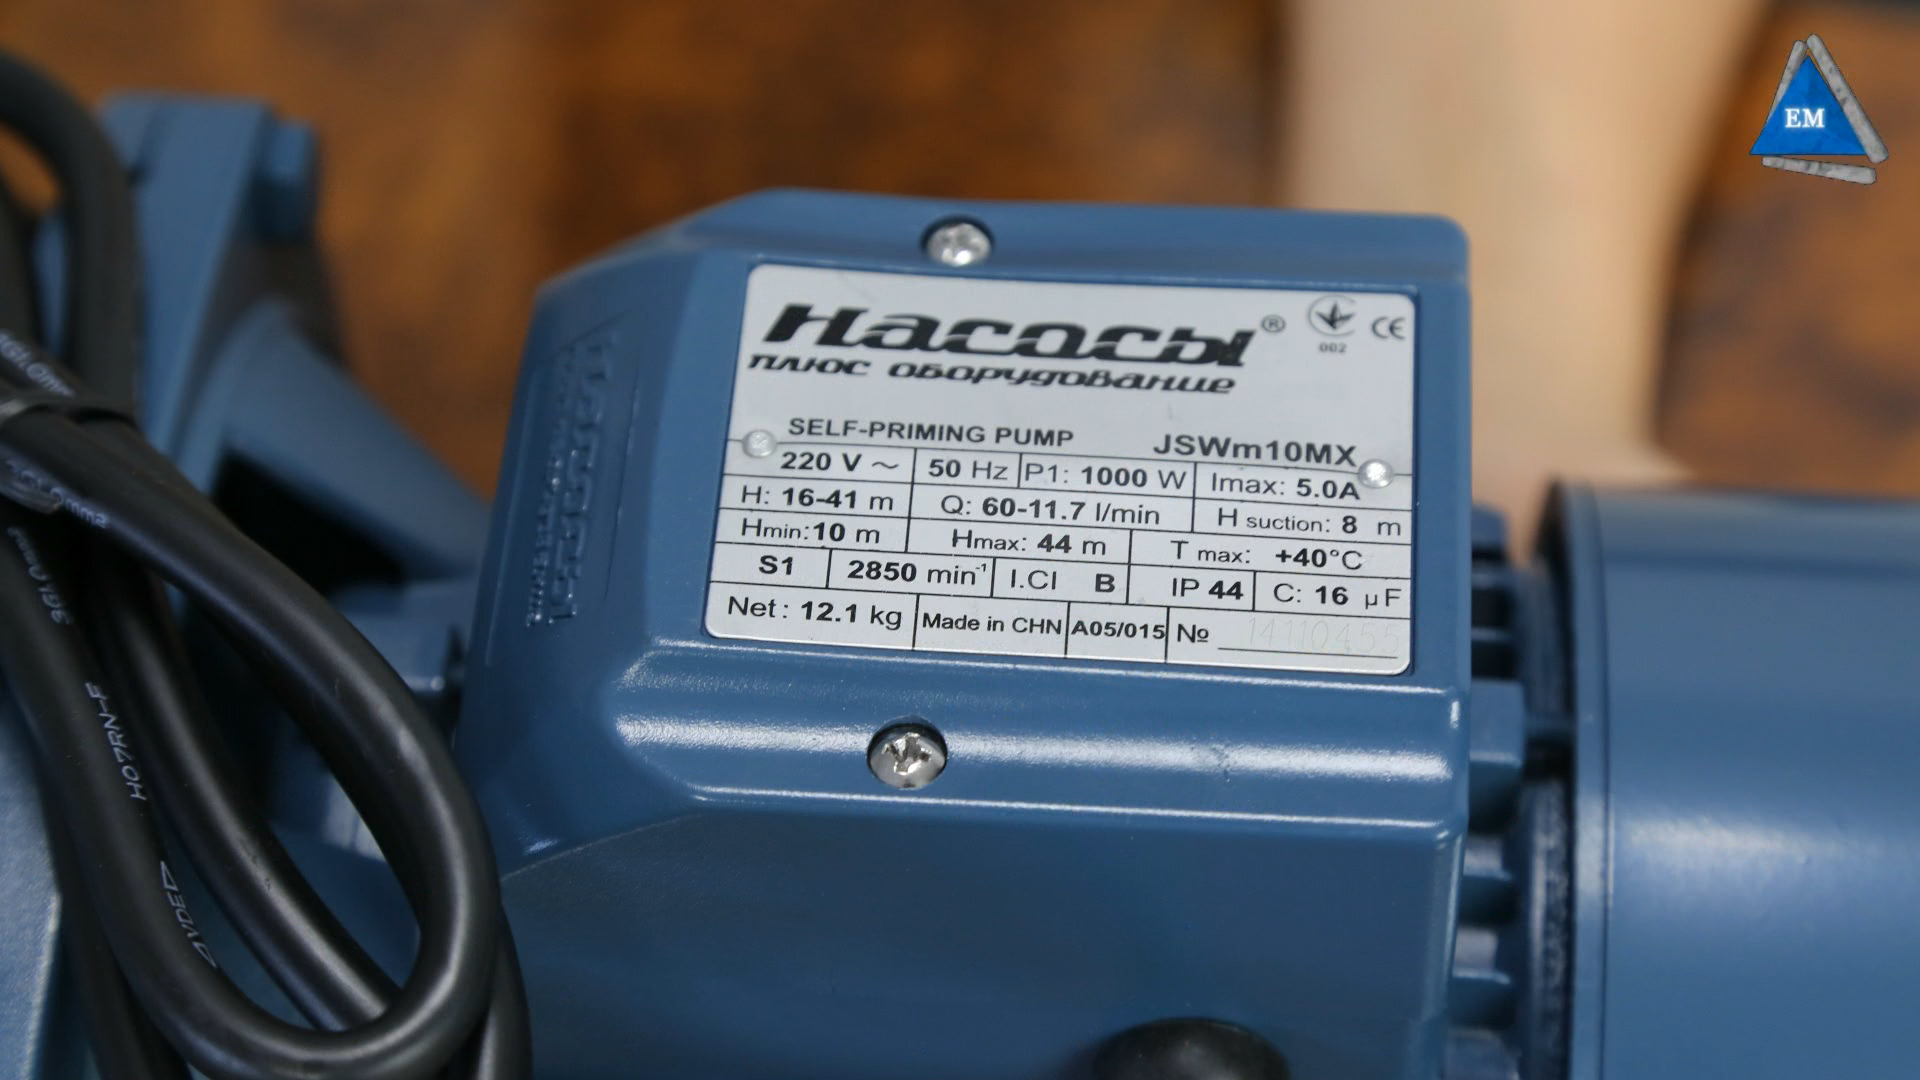 EM
Насосы®
плюс оборудование
002
CE
SELF-PRIMING PUMP JSWm10MX
220 V ~ 50 Hz P1: 1000 W Imax: 5.0A
H: 16-41 m Q: 60-11.7 l/min H suction: 8 m
Hmin:10 m Hmax: 44 m T max: +40°C
S1 2850 min⁻¹ I.Cl B IP 44 C: 16 µF
Net: 12.1 kg Made in CHN A05/015 № 14110455
H07RN-F